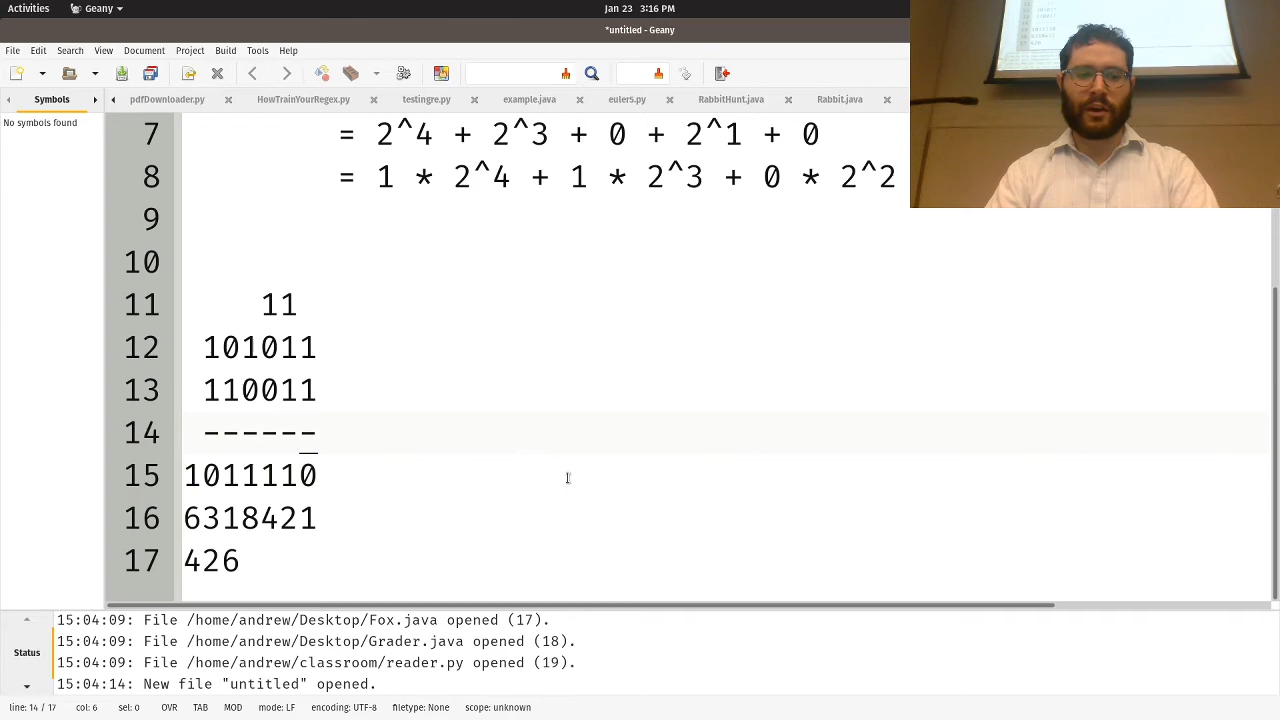 Activities
Geany
Jan 23 3:16 PM
*untitled - Geany
File Edit Search View Document Project Build Tools Help
Symbols
pdfDownloader.py
HowTrainYourRegex.py
testingre.py
example.java
euler5.py
RabbitHunt.java
Rabbit.java
No symbols found
7 = 2^4 + 2^3 + 0 + 2^1 + 0
8 = 1 * 2^4 + 1 * 2^3 + 0 * 2^2
9
10
11 11
12 101011
13 110011
14 ------
15 1011110
16 6318421
17 426
Status
15:04:09: File /home/andrew/Desktop/Fox.java opened (17).
15:04:09: File /home/andrew/Desktop/Grader.java opened (18).
15:04:09: File /home/andrew/classroom/reader.py opened (19).
15:04:14: New file "untitled" opened.
line: 14 / 17 col: 6 sel: 0 OVR TAB MOD mode: LF encoding: UTF-8 filetype: None scope: unknown